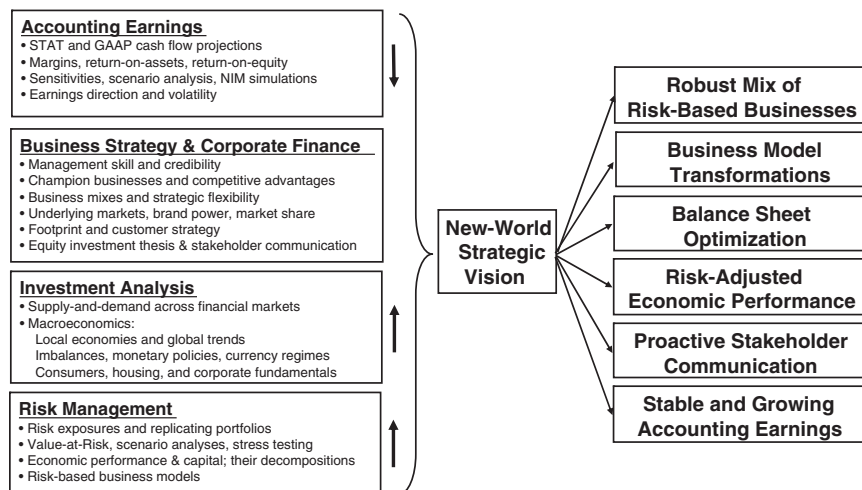 Accounting Earnings
• STAT and GAAP cash flow projections
• Margins, return-on-assets, return-on-equity
• Sensitivities, scenario analysis, NIM simulations
• Earnings direction and volatility
Business Strategy & Corporate Finance
• Management skill and credibility
• Champion businesses and competitive advantages
• Business mixes and strategic flexibility
• Underlying markets, brand power, market share
• Footprint and customer strategy
• Equity investment thesis & stakeholder communication
Investment Analysis
• Supply-and-demand across financial markets
• Macroeconomics:
Local economies and global trends
Imbalances, monetary policies, currency regimes
Consumers, housing, and corporate fundamentals
Risk Management
• Risk exposures and replicating portfolios
• Value-at-Risk, scenario analyses, stress testing
• Economic performance & capital; their decompositions
• Risk-based business models
New-World
Strategic
Vision
Robust Mix of
Risk-Based Businesses
Business Model
Transformations
Balance Sheet
Optimization
Risk-Adjusted
Economic Performance
Proactive Stakeholder
Communication
Stable and Growing
Accounting Earnings